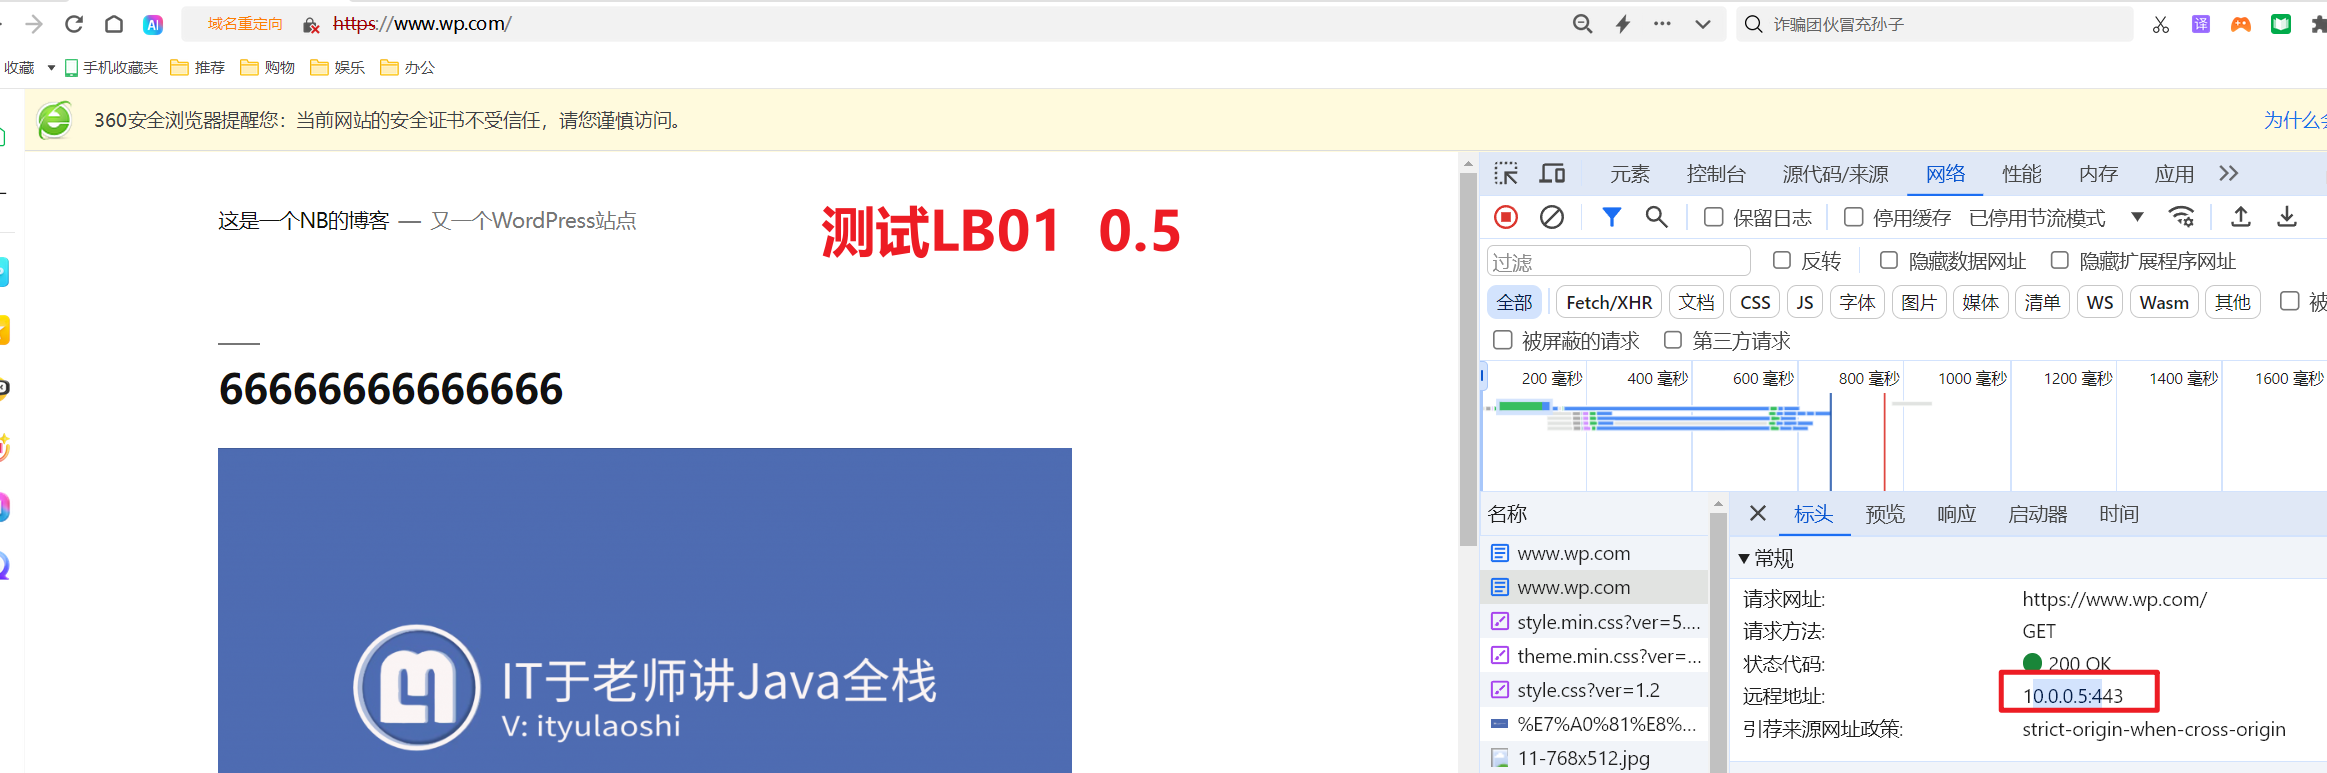 域名重定向 https://www.wp.com/ 诈骗团伙冒充孙子
收藏 手机收藏夹 推荐 购物 娱乐 办公
360安全浏览器提醒您：当前网站的安全证书不受信任，请您谨慎访问。
为什么会
这是一个NB的博客 — 又一个WordPress站点
测试LB01 0.5
66666666666666
IT于老师讲Java全栈
V: ityulaoshi
元素 控制台 源代码/来源 网络 性能 内存 应用
保留日志 停用缓存 已停用节流模式
过滤 反转 隐藏数据网址 隐藏扩展程序网址
全部 Fetch/XHR 文档 CSS JS 字体 图片 媒体 清单 WS Wasm 其他 被
被屏蔽的请求 第三方请求
200 毫秒 400 毫秒 600 毫秒 800 毫秒 1000 毫秒 1200 毫秒 1400 毫秒 1600 毫秒
名称
www.wp.com
www.wp.com
style.min.css?ver=5....
theme.min.css?ver=...
style.css?ver=1.2
%E7%A0%81%E8%...
11-768x512.jpg
标头 预览 响应 启动器 时间
常规
请求网址: https://www.wp.com/
请求方法: GET
状态代码: 200 OK
远程地址: 10.0.0.5:443
引荐来源网址政策: strict-origin-when-cross-origin